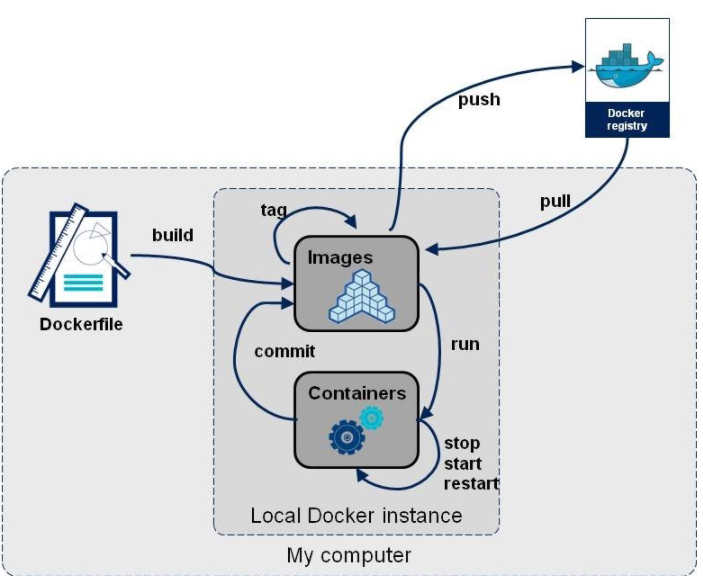 push
Docker
registry
tag
pull
build
Images
Dockerfile
commit
run
Containers
stop
start
restart
Local Docker instance
My computer